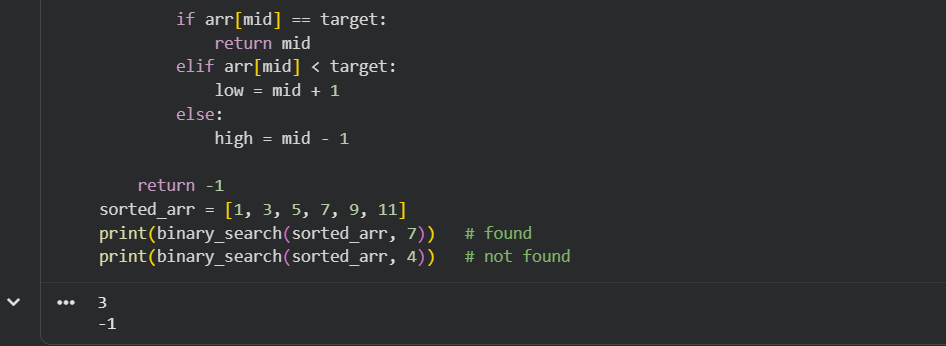 if arr[mid] == target:
            return mid
        elif arr[mid] < target:
            low = mid + 1
        else:
            high = mid - 1

    return -1
sorted_arr = [1, 3, 5, 7, 9, 11]
print(binary_search(sorted_arr, 7))   # found
print(binary_search(sorted_arr, 4))   # not found
3
-1